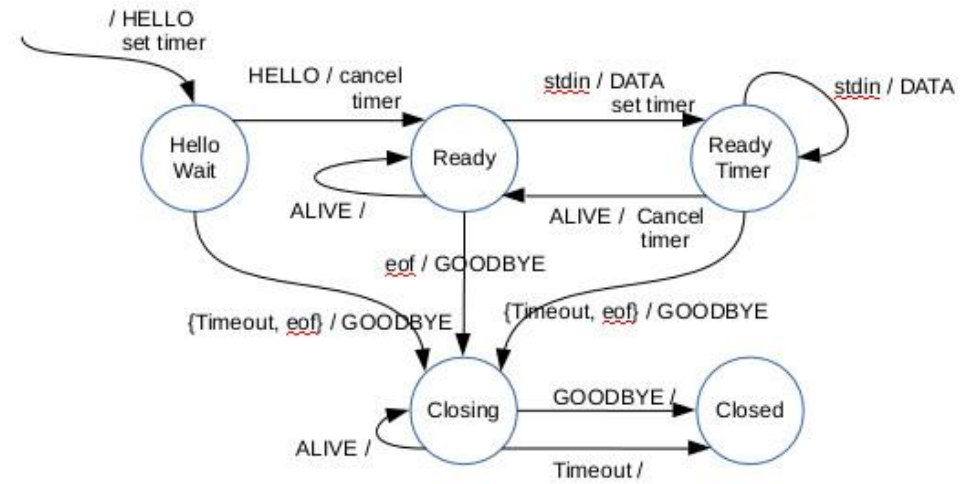 / HELLO
set timer
HELLO / cancel
timer
stdin / DATA
set timer
stdin / DATA
Hello
Wait
Ready
Ready
Timer
ALIVE /
ALIVE / Cancel
timer
eof / GOODBYE
{Timeout, eof} / GOODBYE
{Timeout, eof} / GOODBYE
Closing
GOODBYE /
Closed
ALIVE /
Timeout /